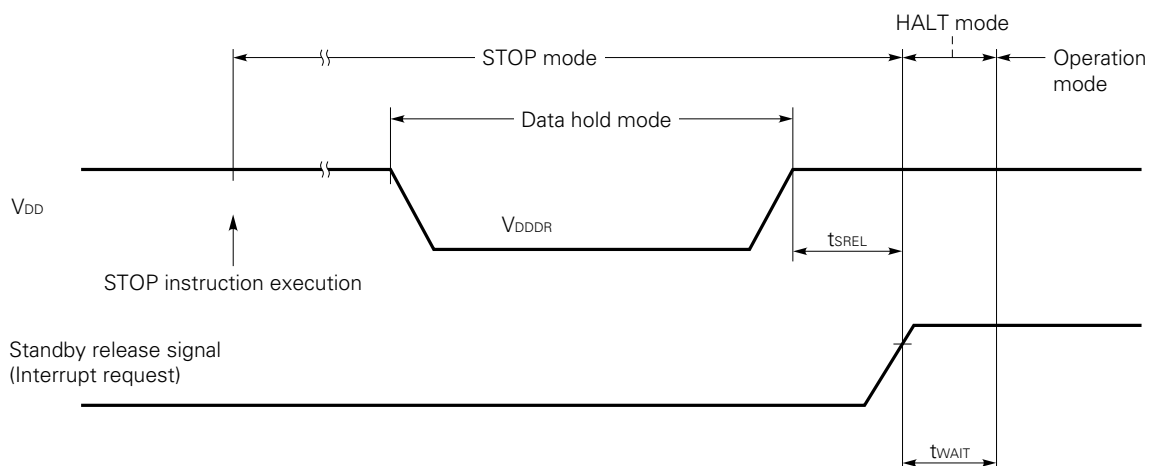 HALT mode
STOP mode
Operation
mode
Data hold mode
VDD
VDDDR
tSREL
STOP instruction execution
Standby release signal
(Interrupt request)
tWAIT